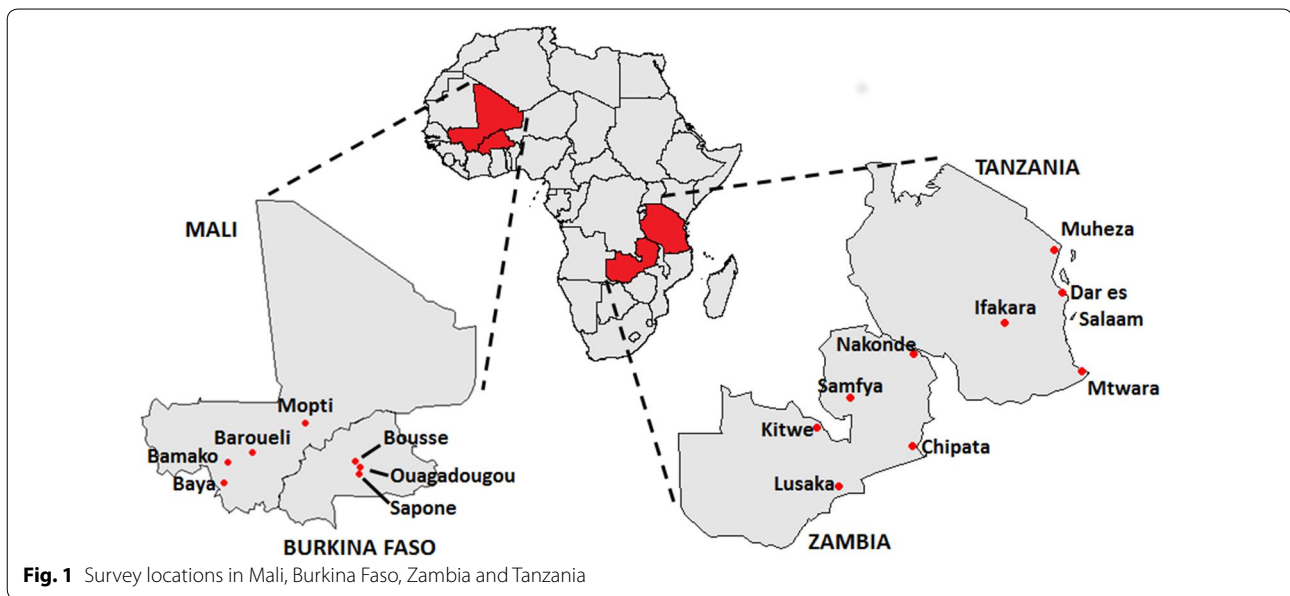 TANZANIA
MALI
Muheza
Dar es
Salaam
Ifakara
Nakonde
Mtwara
Samfya
Mopti
Kitwe
Bousse
Baroueli
Chipata
Bamako
Ouagadougou
Baya
Lusaka
Sapone
ZAMBIA
BURKINA FASO
Fig. 1 Survey locations in Mali, Burkina Faso, Zambia and Tanzania